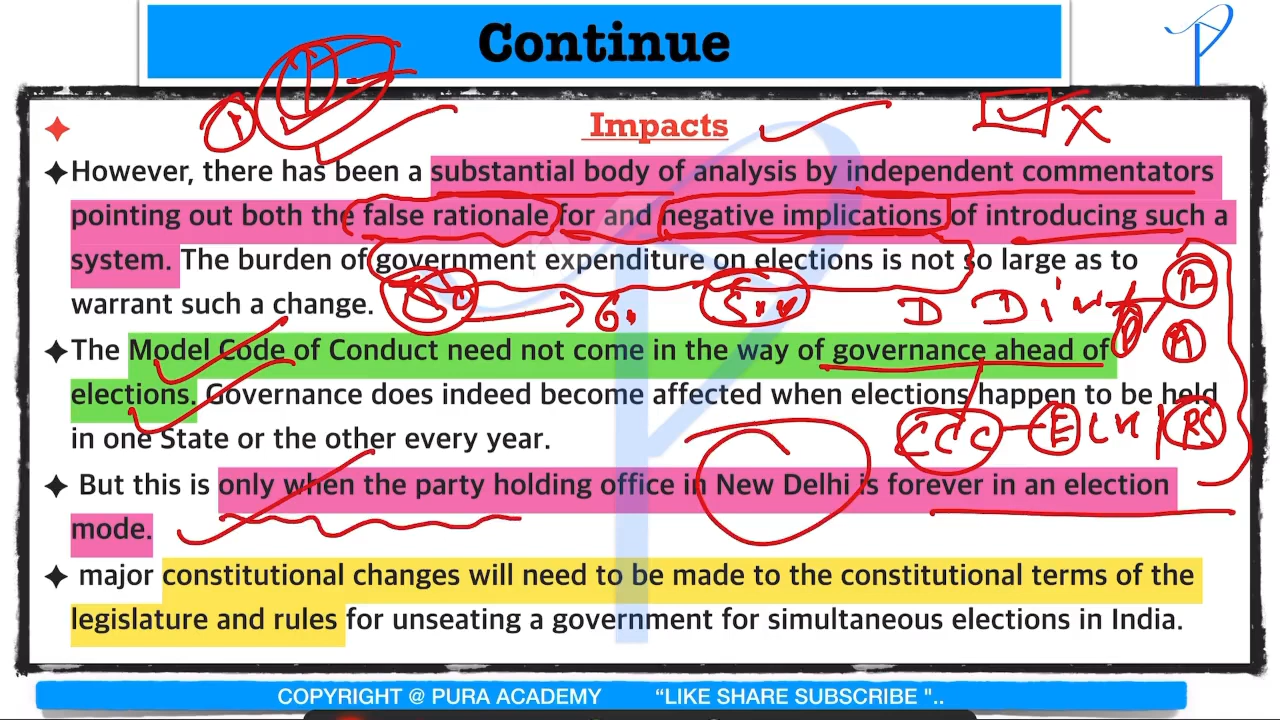 Continue
Impacts
However, there has been a substantial body of analysis by independent commentators
pointing out both the false rationale for and negative implications of introducing such a
system. The burden of government expenditure on elections is not so large as to
warrant such a change.
The Model Code of Conduct need not come in the way of governance ahead of
elections. Governance does indeed become affected when elections happen to be held
in one State or the other every year.
But this is only when the party holding office in New Delhi is forever in an election
mode.
major constitutional changes will need to be made to the constitutional terms of the
legislature and rules for unseating a government for simultaneous elections in India.
COPYRIGHT @ PURA ACADEMY “LIKE SHARE SUBSCRIBE "..